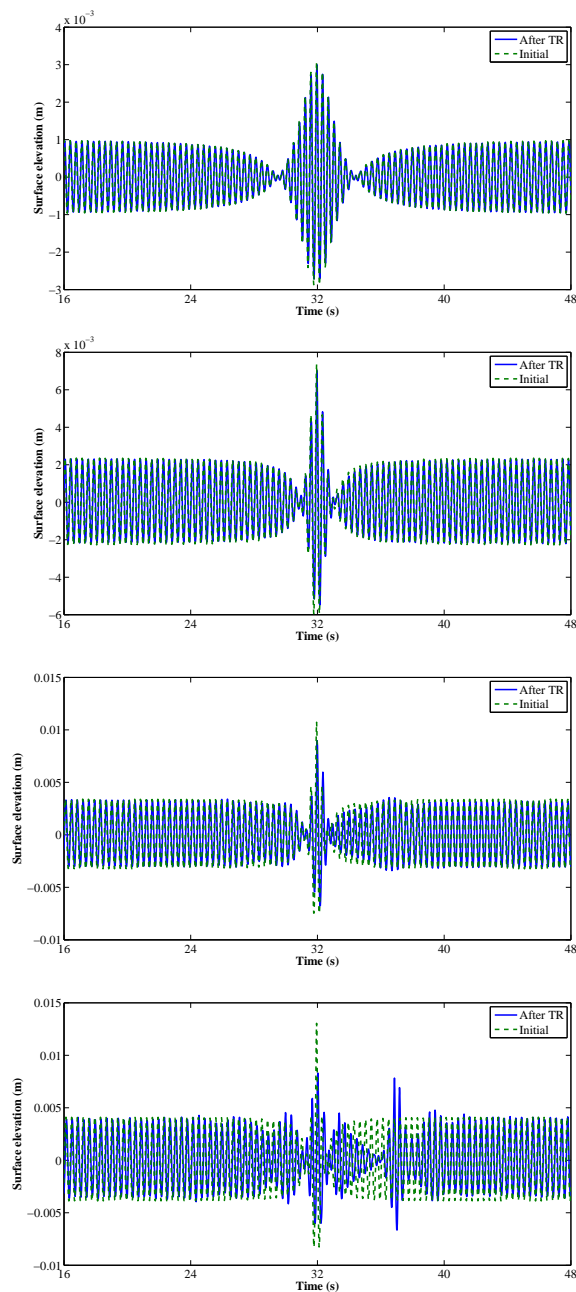 x 10⁻³
4
3
2
1
0
−1
−2
−3
Surface elevation (m)
16 24 32 40 48
Time (s)
After TR
Initial
x 10⁻³
8
6
4
2
0
−2
−4
−6
Surface elevation (m)
16 24 32 40 48
Time (s)
After TR
Initial
0.015
0.01
0.005
0
−0.005
−0.01
Surface elevation (m)
16 24 32 40 48
Time (s)
After TR
Initial
0.015
0.01
0.005
0
−0.005
−0.01
Surface elevation (m)
16 24 32 40 48
Time (s)
After TR
Initial